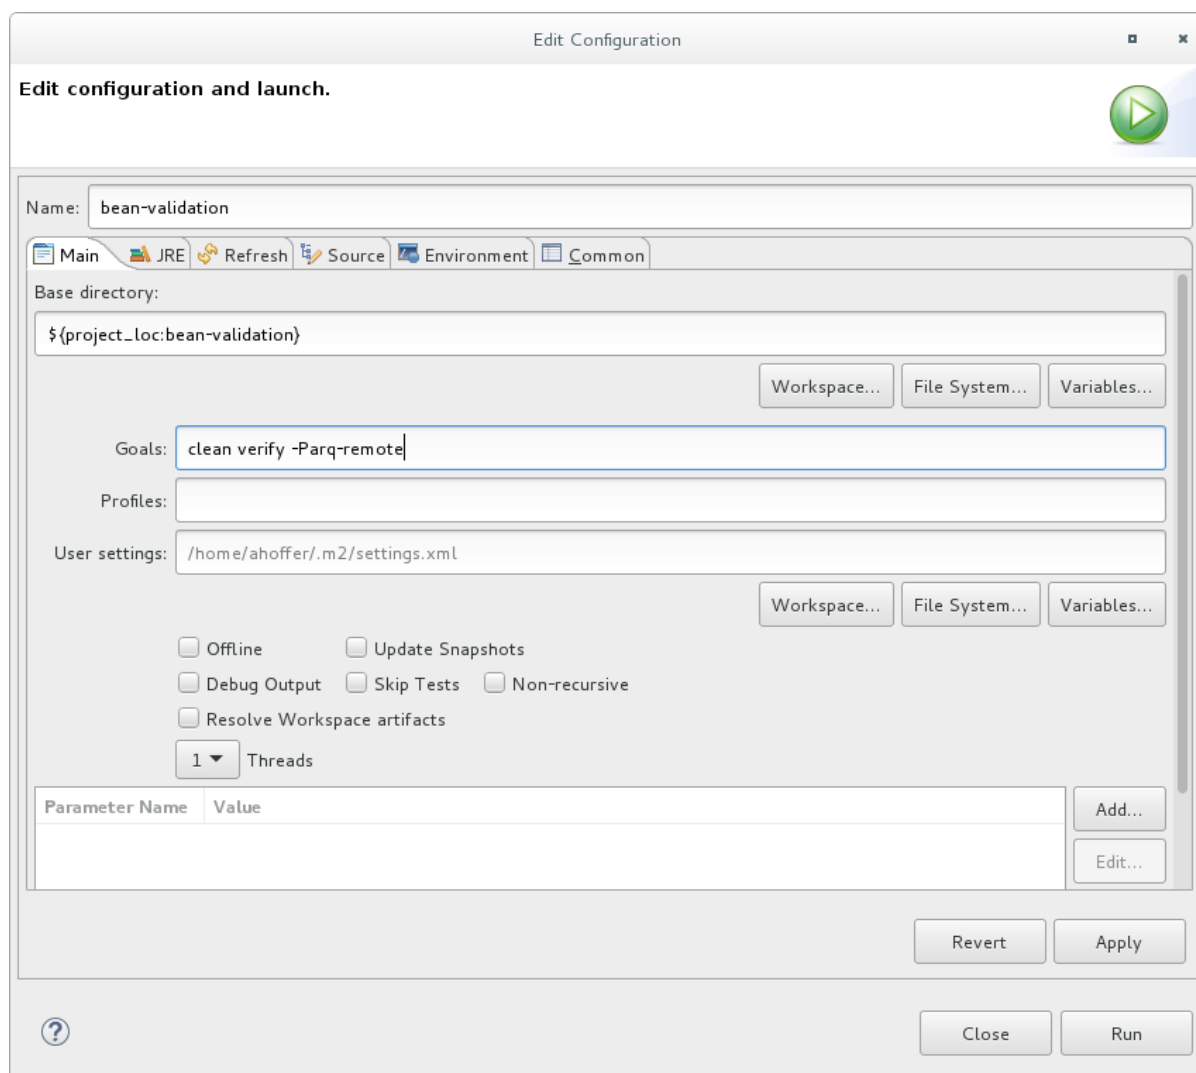 Edit Configuration
Edit configuration and launch.
Name: bean-validation
Main JRE Refresh Source Environment Common
Base directory:
${project_loc:bean-validation}
Workspace... File System... Variables...
Goals: clean verify -Parq-remote
Profiles:
User settings: /home/ahoffer/.m2/settings.xml
Workspace... File System... Variables...
Offline Update Snapshots
Debug Output Skip Tests Non-recursive
Resolve Workspace artifacts
1 Threads
Parameter Name Value Add...
Edit...
Revert Apply
? Close Run